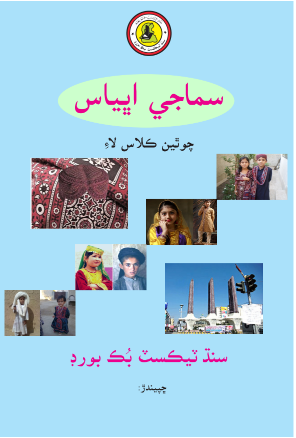 سماجي اڀياس
چوٿين ڪلاس لاءِ
سنڌ ٽيڪسٽ بُڪ بورڊ
ڇپيندڙ: